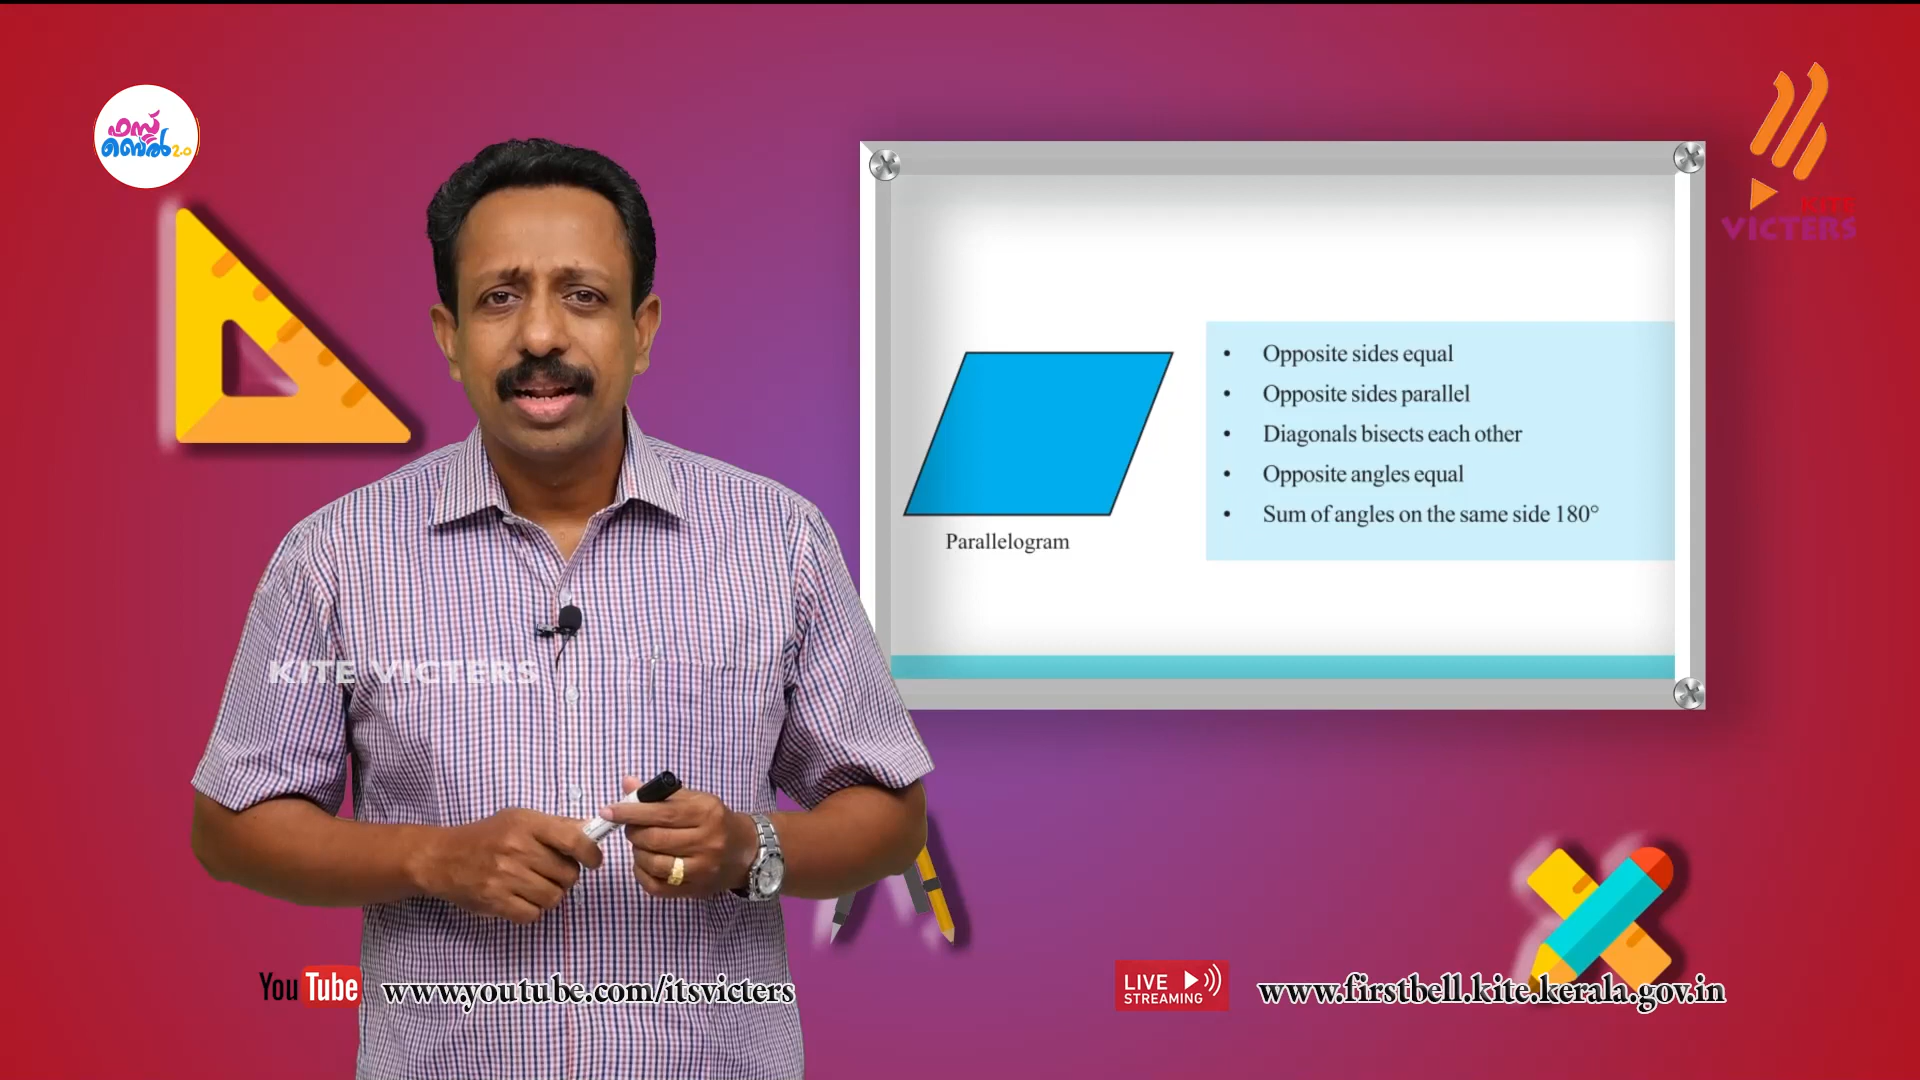 ഫസ്റ്റ്
ബെൽ 2.0
KITE
VICTERS
• Opposite sides equal
• Opposite sides parallel
• Diagonals bisects each other
• Opposite angles equal
• Sum of angles on the same side 180°
Parallelogram
KITE VICTERS
YouTube www.youtube.com/itsvicters
LIVE STREAMING www.firstbell.kite.kerala.gov.in